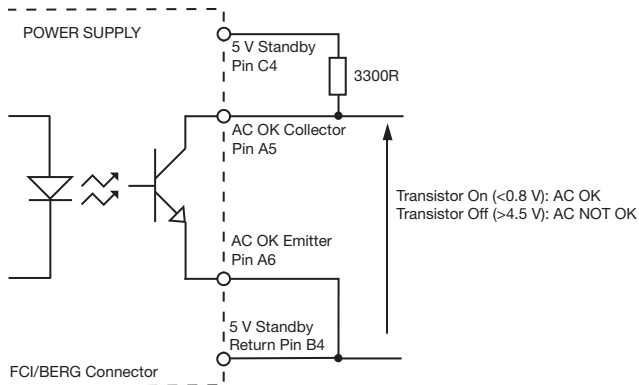 POWER SUPPLY
5 V Standby
Pin C4
3300R
AC OK Collector
Pin A5
Transistor On (<0.8 V): AC OK
Transistor Off (>4.5 V): AC NOT OK
AC OK Emitter
Pin A6
5 V Standby
Return Pin B4
FCI/BERG Connector